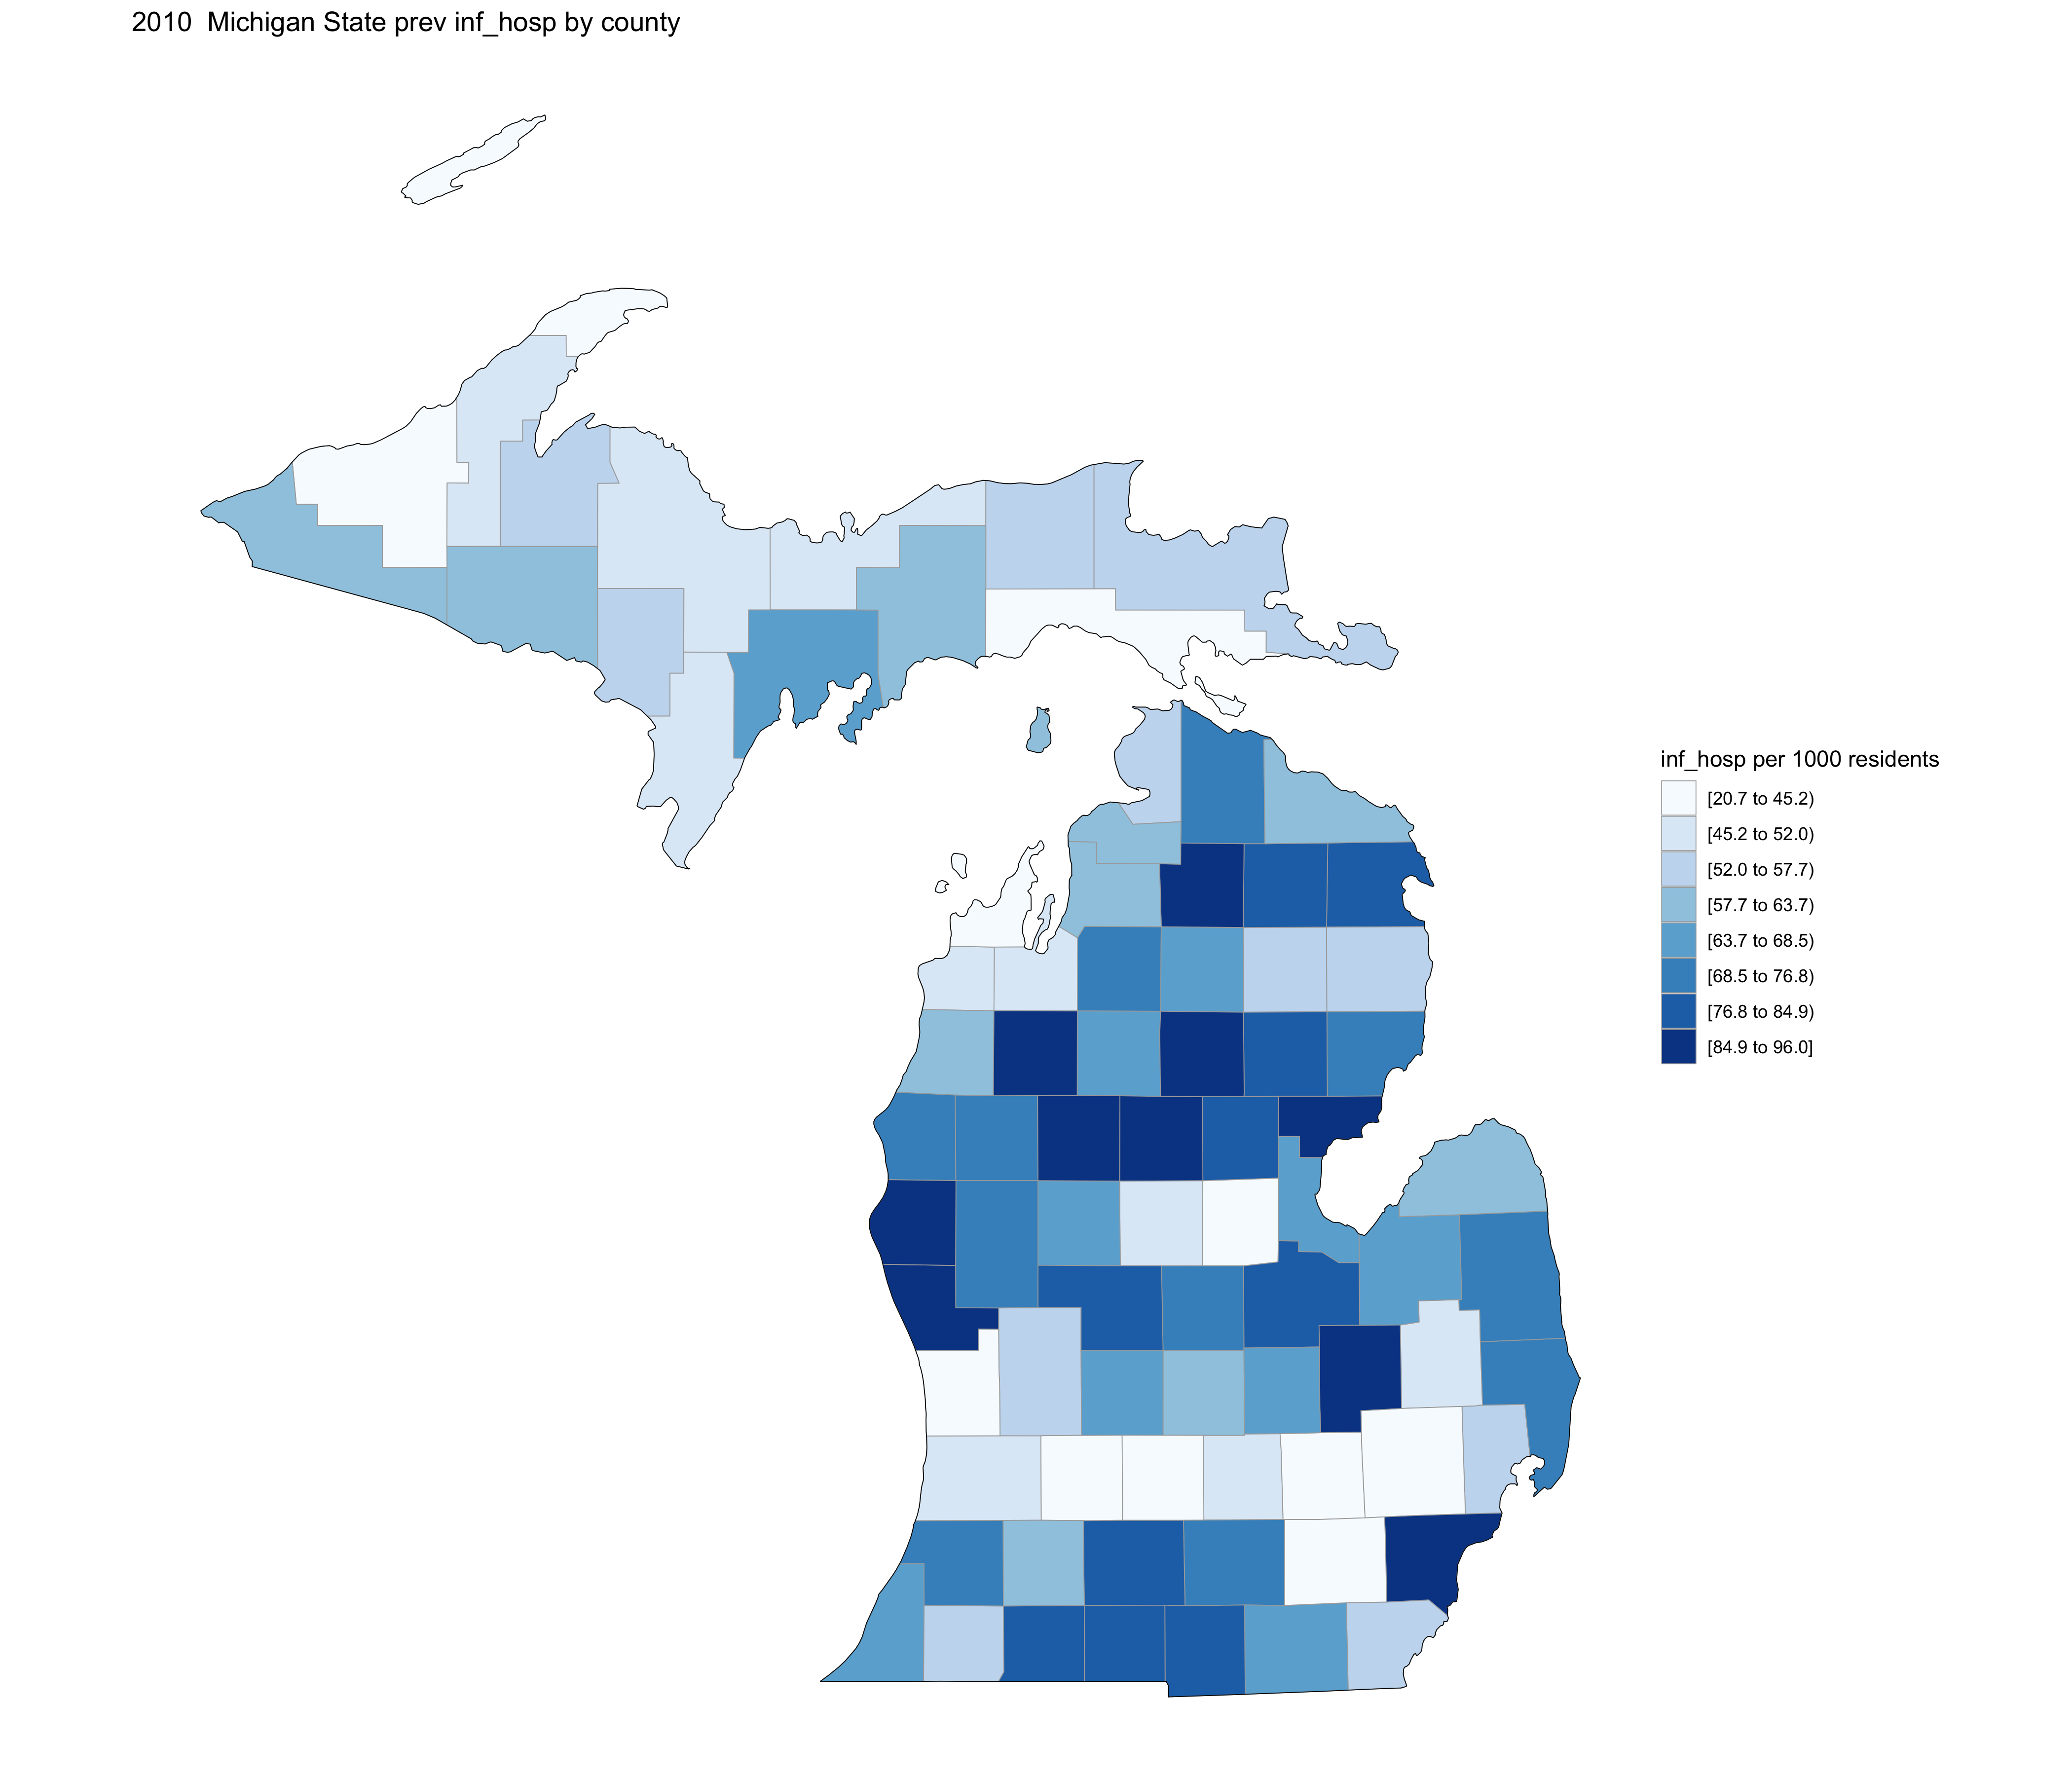 2010  Michigan State prev inf_hosp by county
inf_hosp per 1000 residents
[20.7 to 45.2)
[45.2 to 52.0)
[52.0 to 57.7)
[57.7 to 63.7)
[63.7 to 68.5)
[68.5 to 76.8)
[76.8 to 84.9)
[84.9 to 96.0]